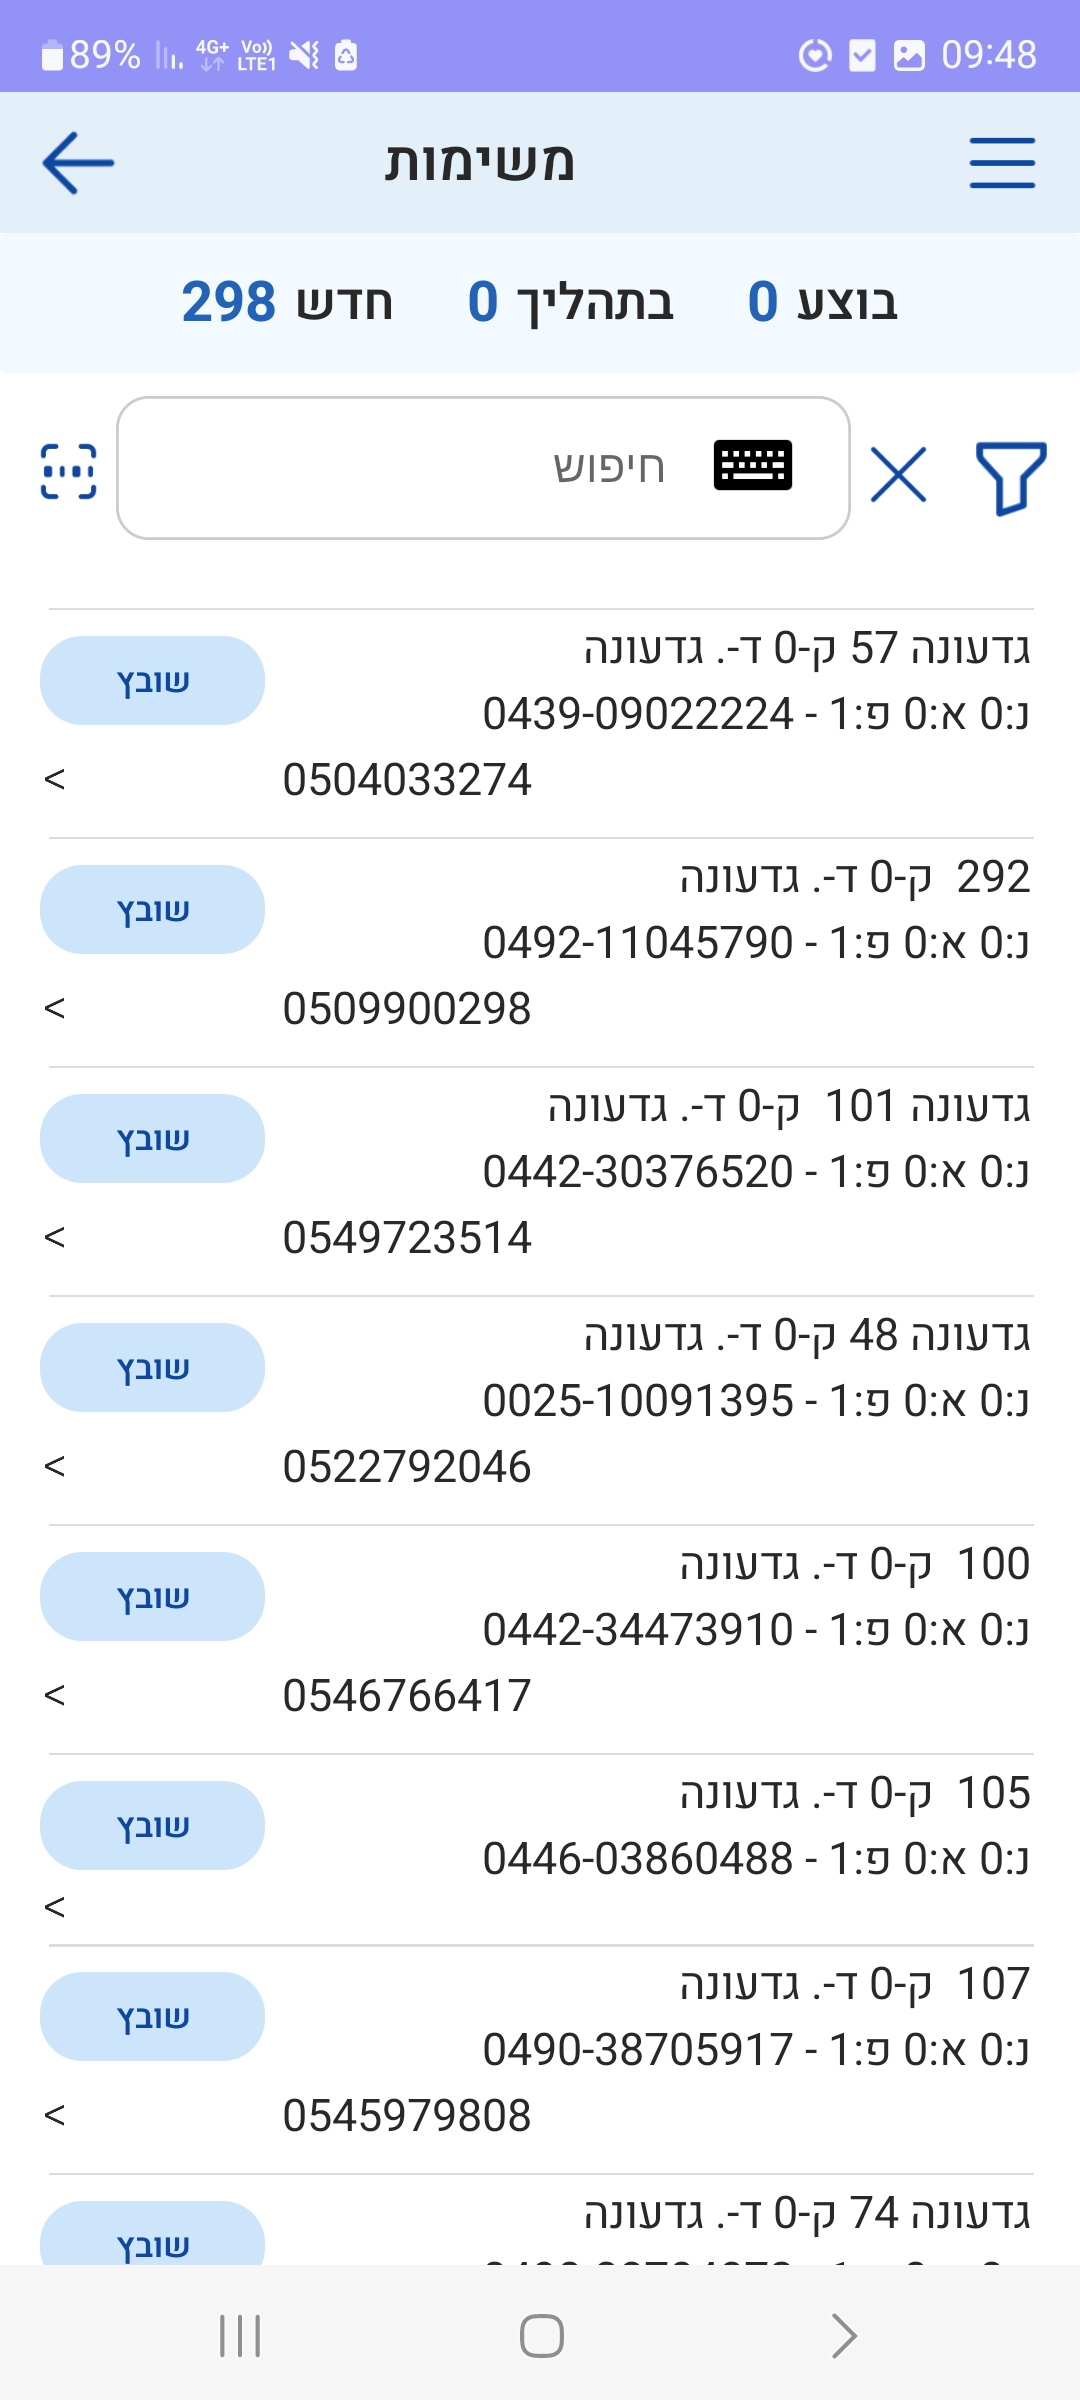 89% 4G+ Vo)) LTE1 09:48
משימות
בוצע 0 בתהליך 0 חדש 298
חיפוש
גדעונה 57 ק-0 ד-. גדעונה
שובץ
נ:0 א:0 פ:1 - 0439-09022224
0504033274
<
292 ק-0 ד-. גדעונה
שובץ
נ:0 א:0 פ:1 - 0492-11045790
0509900298
<
גדעונה 101 ק-0 ד-. גדעונה
שובץ
נ:0 א:0 פ:1 - 0442-30376520
0549723514
<
גדעונה 48 ק-0 ד-. גדעונה
שובץ
נ:0 א:0 פ:1 - 0025-10091395
0522792046
<
100 ק-0 ד-. גדעונה
שובץ
נ:0 א:0 פ:1 - 0442-34473910
0546766417
<
105 ק-0 ד-. גדעונה
שובץ
נ:0 א:0 פ:1 - 0446-03860488
<
107 ק-0 ד-. גדעונה
שובץ
נ:0 א:0 פ:1 - 0490-38705917
0545979808
<
גדעונה 74 ק-0 ד-. גדעונה
שובץ